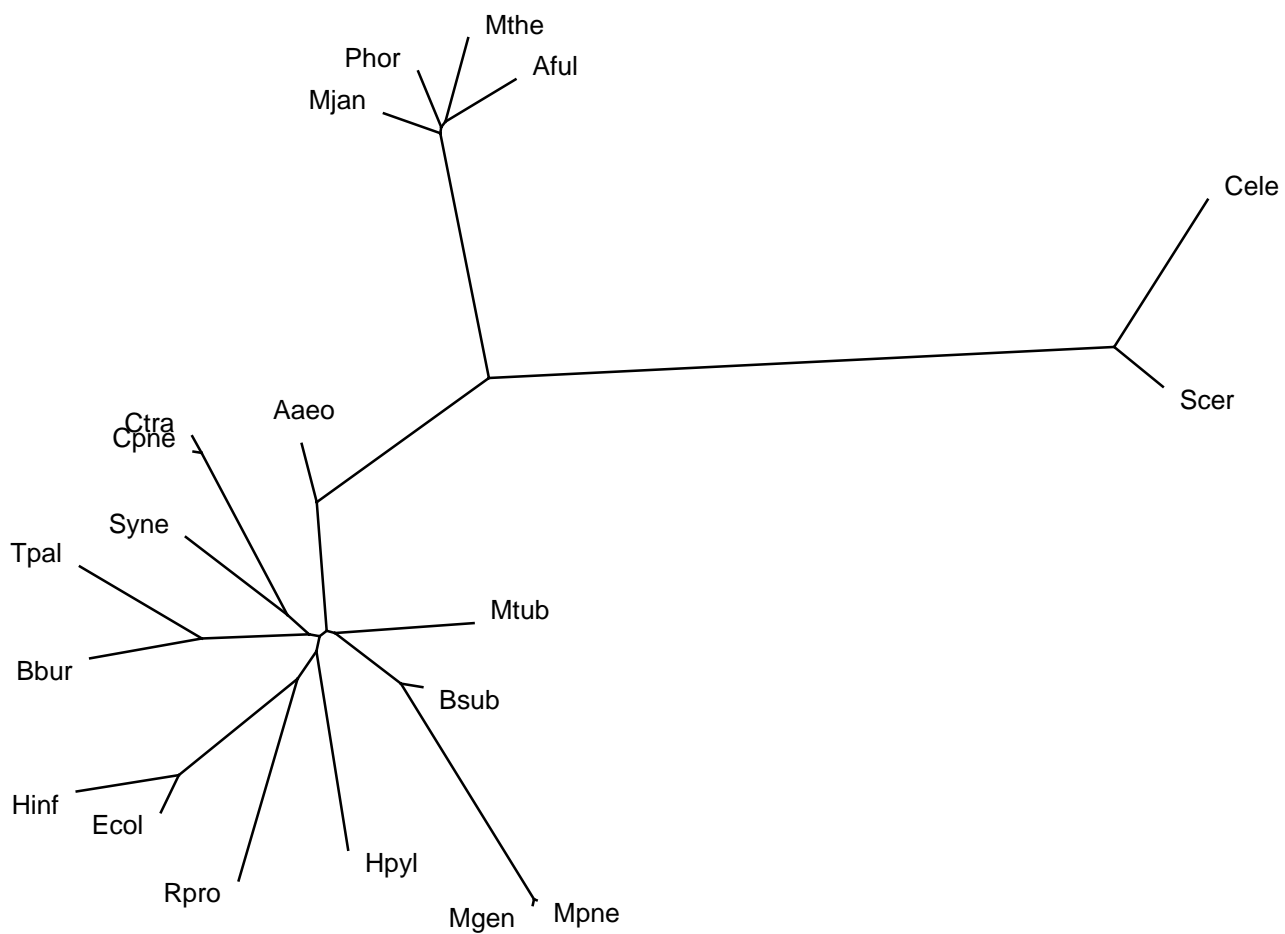 Mthe
Phor
Aful
Mjan
Cele
Scer
Aaeo
Ctra
Cpne
Syne
Tpal
Mtub
Bbur
Bsub
Hinf
Ecol
Hpyl
Rpro
Mgen
Mpne